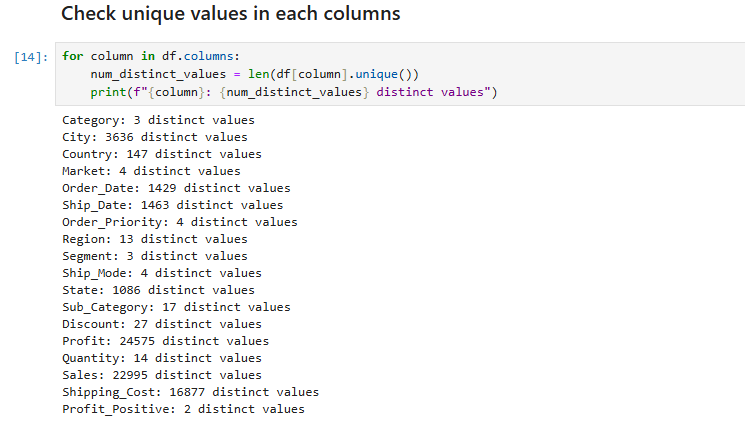 Check unique values in each columns
[14]: for column in df.columns:
    num_distinct_values = len(df[column].unique())
    print(f"{column}: {num_distinct_values} distinct values")
Category: 3 distinct values
City: 3636 distinct values
Country: 147 distinct values
Market: 4 distinct values
Order_Date: 1429 distinct values
Ship_Date: 1463 distinct values
Order_Priority: 4 distinct values
Region: 13 distinct values
Segment: 3 distinct values
Ship_Mode: 4 distinct values
State: 1086 distinct values
Sub_Category: 17 distinct values
Discount: 27 distinct values
Profit: 24575 distinct values
Quantity: 14 distinct values
Sales: 22995 distinct values
Shipping_Cost: 16877 distinct values
Profit_Positive: 2 distinct values